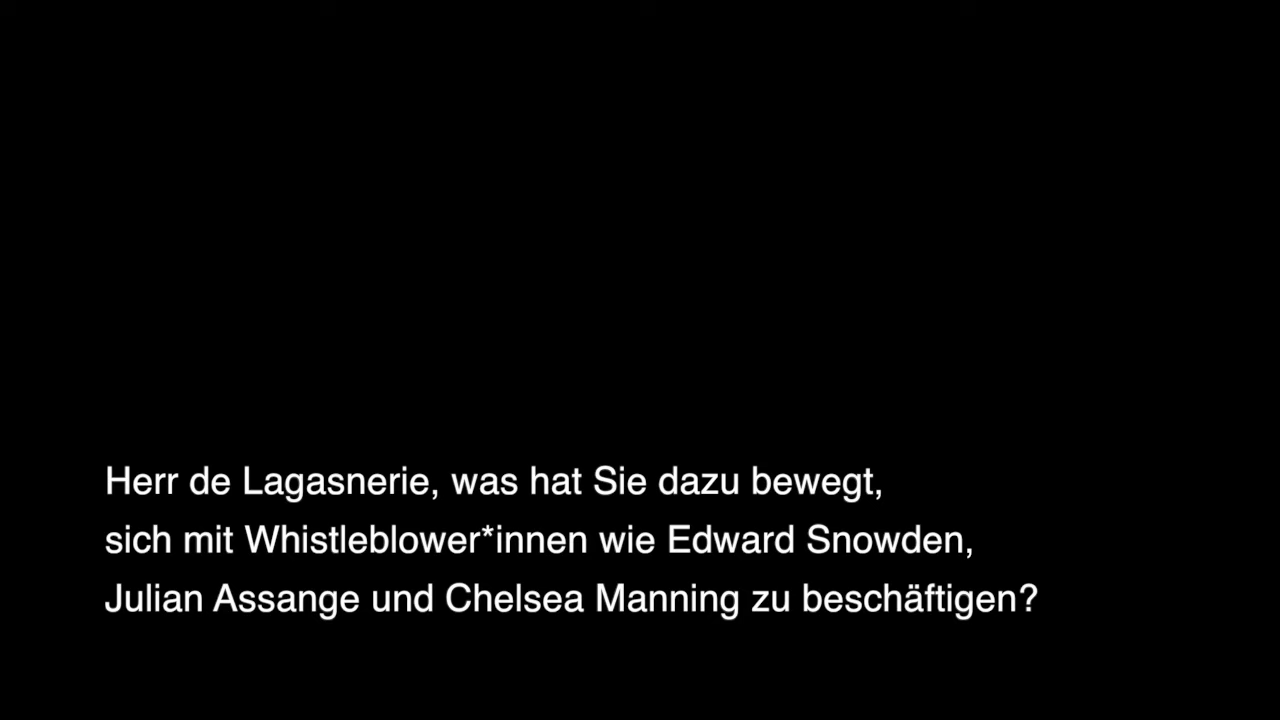 Herr de Lagasnerie, was hat Sie dazu bewegt,
sich mit Whistleblower*innen wie Edward Snowden,
Julian Assange und Chelsea Manning zu beschäftigen?